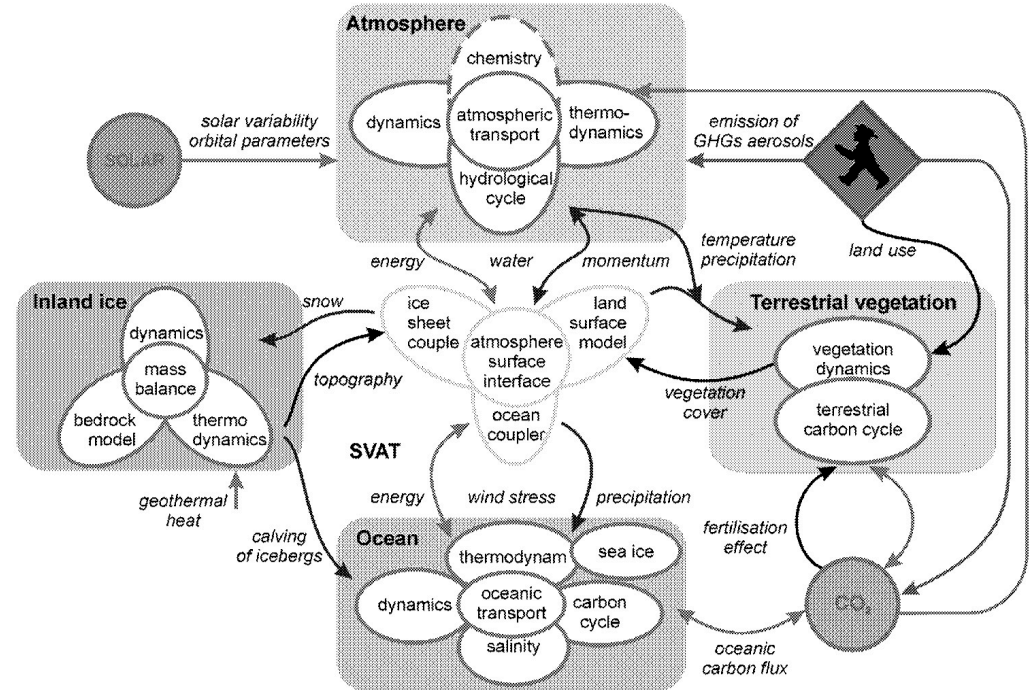 Atmosphere
chemistry
dynamics
atmospheric
transport
thermo-
dynamics
hydrological
cycle
solar variability
orbital parameters
SOLAR
emission of
GHGs aerosols
energy
water
momentum
temperature
precipitation
land use
Inland ice
dynamics
mass
balance
bedrock
model
thermo
dynamics
snow
topography
ice
sheet
couple
atmosphere
surface
interface
land
surface
model
ocean
coupler
Terrestrial vegetation
vegetation
dynamics
terrestrial
carbon cycle
vegetation
cover
SVAT
geothermal
heat
calving
of icebergs
energy
wind stress
precipitation
fertilisation
effect
Ocean
thermodynam
sea ice
dynamics
oceanic
transport
carbon
cycle
salinity
CO₂
oceanic
carbon flux